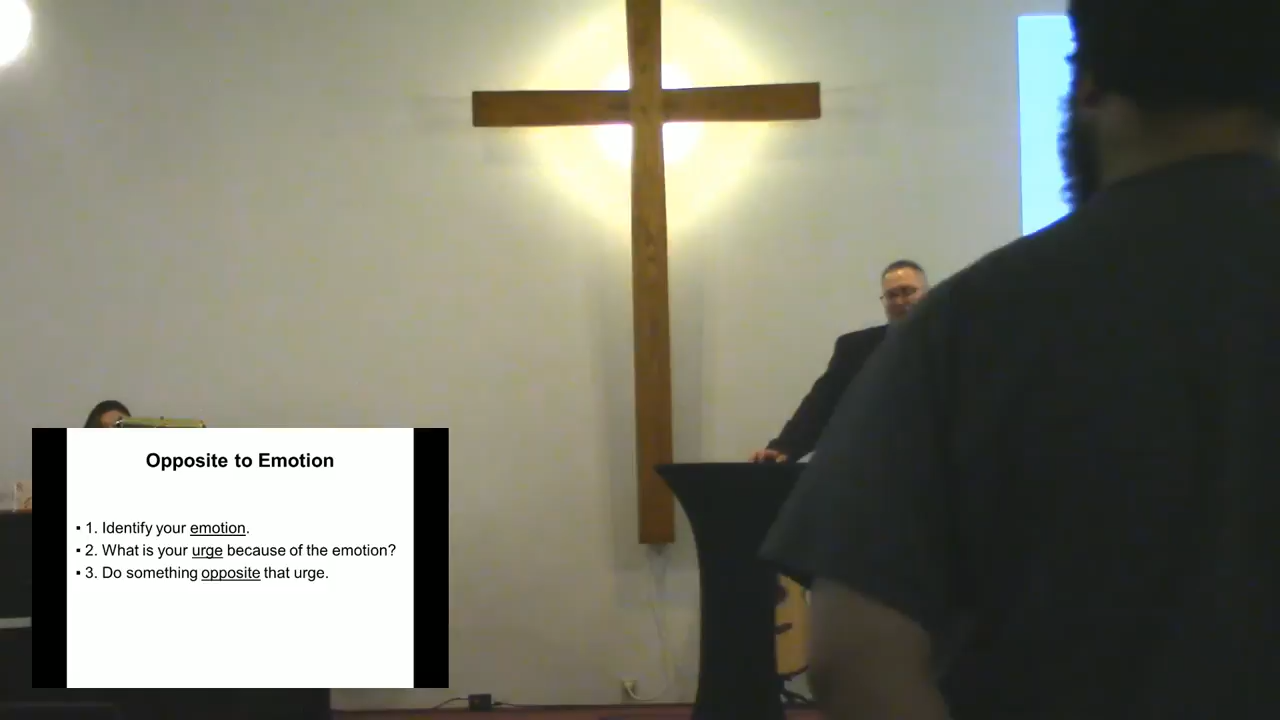 Opposite to Emotion
▪ 1. Identify your emotion.
▪ 2. What is your urge because of the emotion?
▪ 3. Do something opposite that urge.